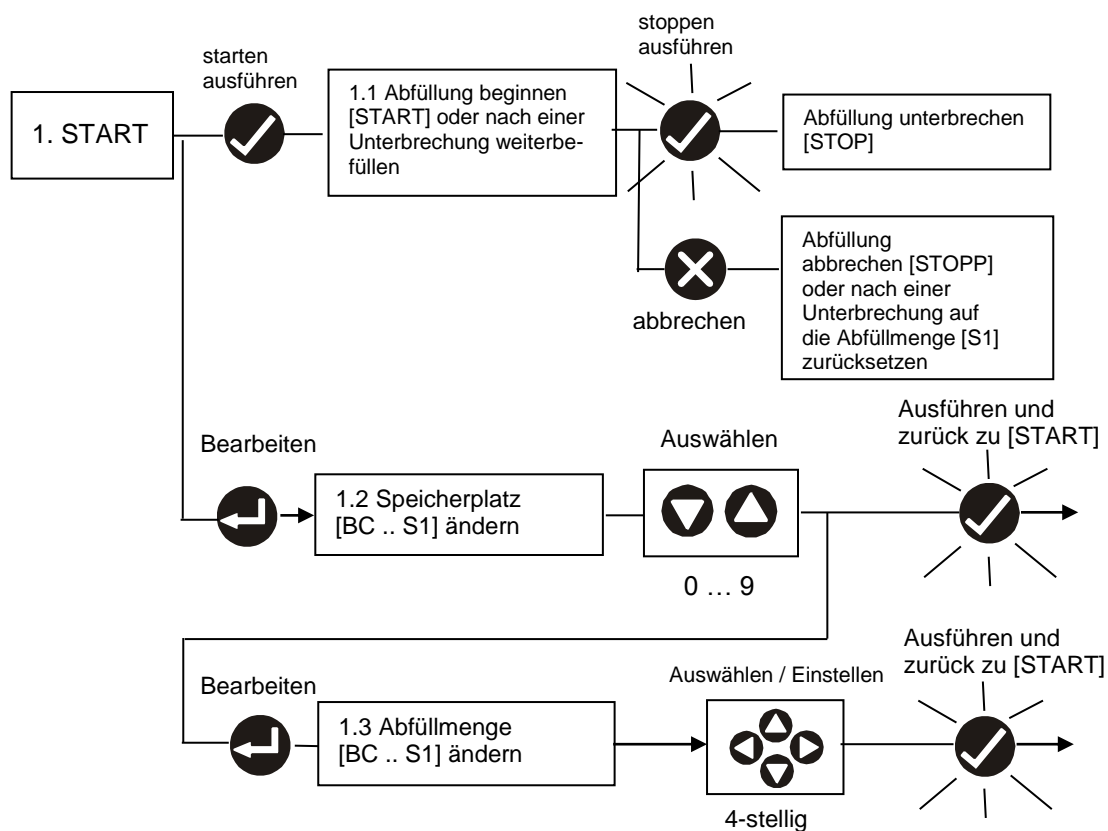 stoppen
ausführen
starten
ausführen
1. START
1.1 Abfüllung beginnen
[START] oder nach einer
Unterbrechung weiterbe-
füllen
Abfüllung unterbrechen
[STOP]
abbrechen
Abfüllung
abbrechen [STOPP]
oder nach einer
Unterbrechung auf
die Abfüllmenge [S1]
zurücksetzen
Bearbeiten
1.2 Speicherplatz
[BC .. S1] ändern
Auswählen
0 … 9
Ausführen und
zurück zu [START]
Bearbeiten
1.3 Abfüllmenge
[BC .. S1] ändern
Auswählen / Einstellen
4-stellig
Ausführen und
zurück zu [START]